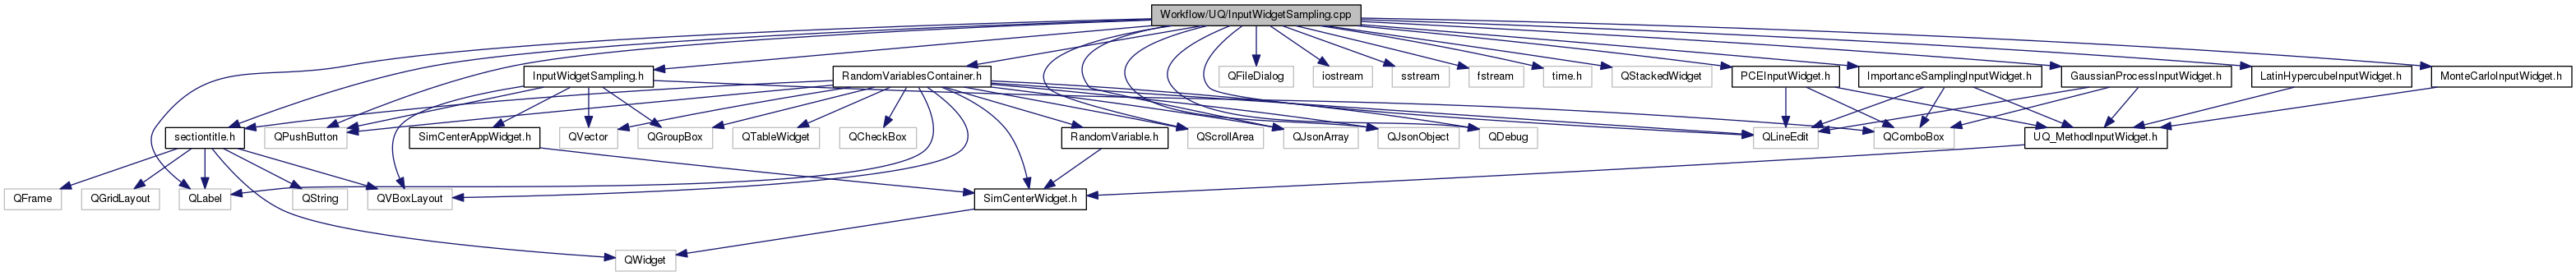 Workflow/UQ/InputWidgetSampling.cpp
InputWidgetSampling.h
RandomVariablesContainer.h
QFileDialog
iostream
sstream
fstream
time.h
QStackedWidget
PCEInputWidget.h
ImportanceSamplingInputWidget.h
GaussianProcessInputWidget.h
LatinHypercubeInputWidget.h
MonteCarloInputWidget.h
sectiontitle.h
QPushButton
SimCenterAppWidget.h
QVector
QGroupBox
QTableWidget
QCheckBox
RandomVariable.h
QScrollArea
QJsonArray
QJsonObject
QDebug
QLineEdit
QComboBox
UQ_MethodInputWidget.h
QFrame
QGridLayout
QLabel
QString
QVBoxLayout
SimCenterWidget.h
QWidget